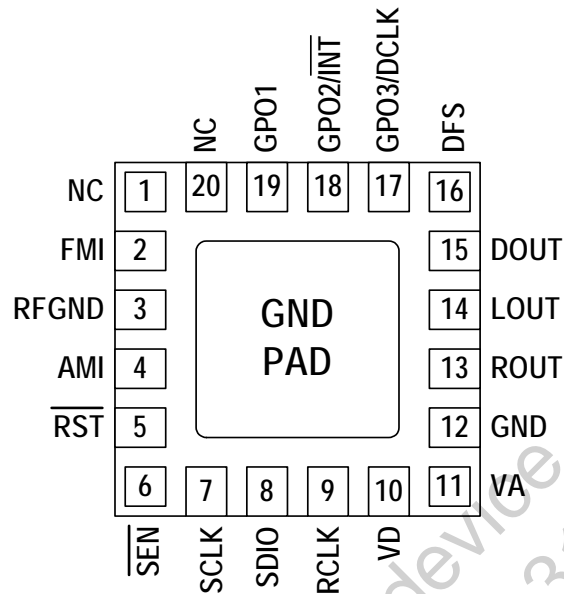 NC
GPO1
GPO2/INT
GPO3/DCLK
DFS
NC 1 20 19 18 17 16
FMI 2 15 DOUT
RFGND 3 14 LOUT
GND
PAD
AMI 4 13 ROUT
RST 5 12 GND
6 7 8 9 10 11 VA
SEN
SCLK
SDIO
RCLK
VD
device